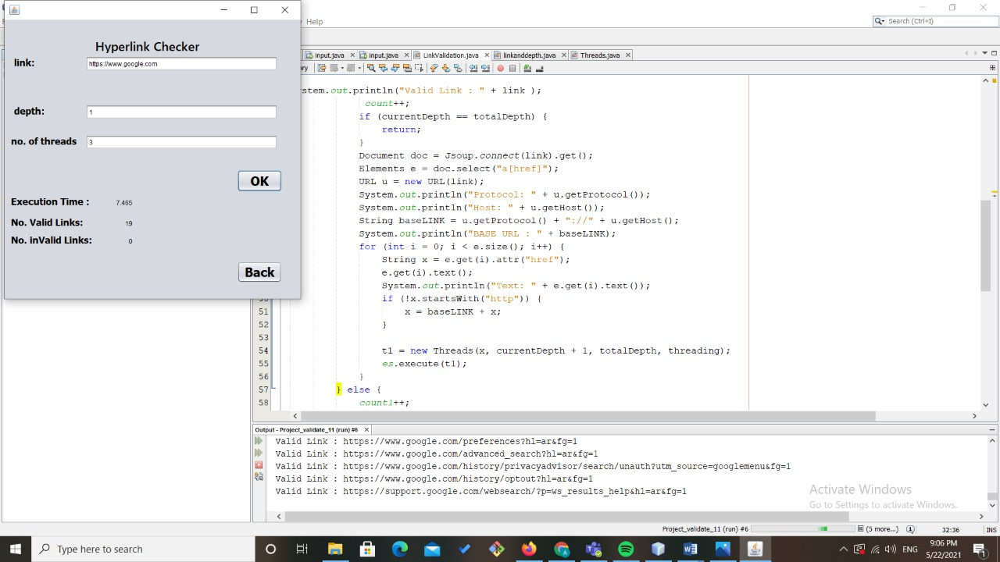 Hyperlink Checker
link:
https://www.google.com
depth:
1
no. of threads
3
OK
Execution Time :
7.465
No. Valid Links:
19
No. inValid Links:
0
Back
Help
Search (Ctrl+I)
input.java
input.java
LinkValidation.java
linkanddepth.java
Threads.java
ry
stem.out.println("Valid Link : " + link );
count++;
if (currentDepth == totalDepth) {
return;
}
Document doc = Jsoup.connect(link).get();
Elements e = doc.select("a[href]");
URL u = new URL(link);
System.out.println("Protocol: " + u.getProtocol());
System.out.println("Host: " + u.getHost());
String baseLINK = u.getProtocol() + "://" + u.getHost();
System.out.println("BASE URL : " + baseLINK);
for (int i = 0; i < e.size(); i++) {
String x = e.get(i).attr("href");
e.get(i).text();
System.out.println("Text: " + e.get(i).text());
if (!x.startsWith("http")) {
51 x = baseLINK + x;
52 }
53
54 t1 = new Threads(x, currentDepth + 1, totalDepth, threading);
55 es.execute(t1);
56 }
57 } else {
58 count1++;
Output - Project_validate_11 (run) #6
Valid Link : https://www.google.com/preferences?hl=ar&fg=1
Valid Link : https://www.google.com/advanced_search?hl=ar&fg=1
Valid Link : https://www.google.com/history/privacyadvisor/search/unauth?utm_source=googlemenu&fg=1
Valid Link : https://www.google.com/history/optout?hl=ar&fg=1
Valid Link : https://support.google.com/websearch/?p=ws_results_help&hl=ar&fg=1
Activate Windows
Go to Settings to activate Windows.
Project_validate_11 (run) #6
(5 more...)
1
32:36
INS
Type here to search
ENG
9:06 PM
5/22/2021
1